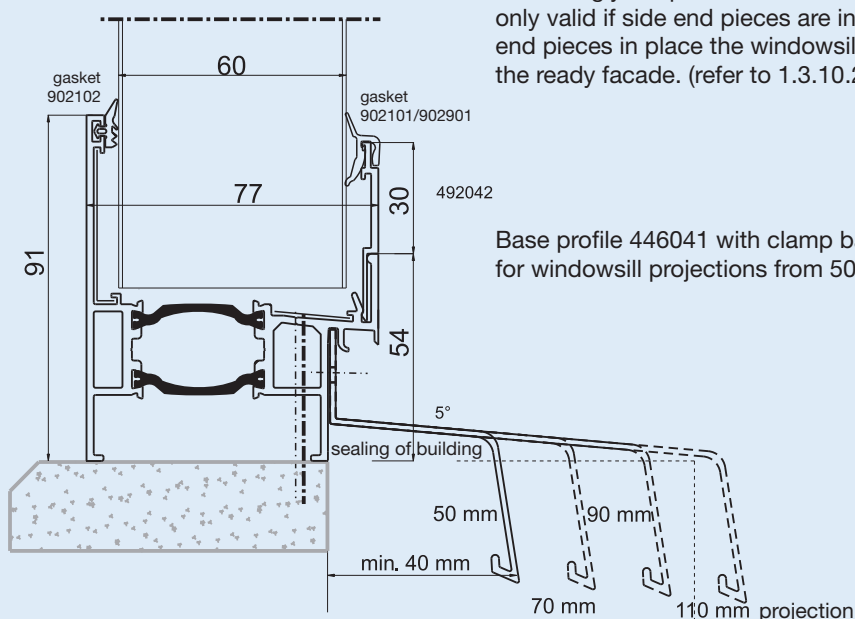 only valid if side end pieces are in
end pieces in place the windowsil
the ready facade. (refer to 1.3.10.2
60
gasket
902102
gasket
902101/902901
77
30
492042
91
Base profile 446041 with clamp ba
for windowsill projections from 50
54
5°
sealing of building
50 mm
90 mm
min. 40 mm
70 mm
110 mm projection